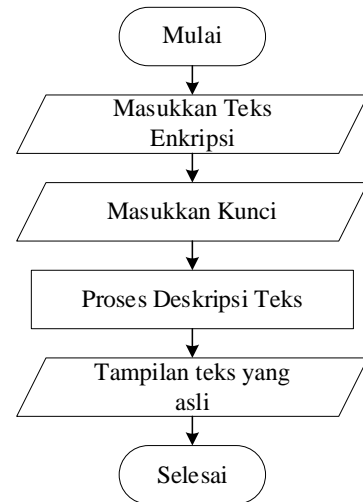 Mulai
Masukkan Teks
Enkripsi
Masukkan Kunci
Proses Deskripsi Teks
Tampilan teks yang
asli
Selesai